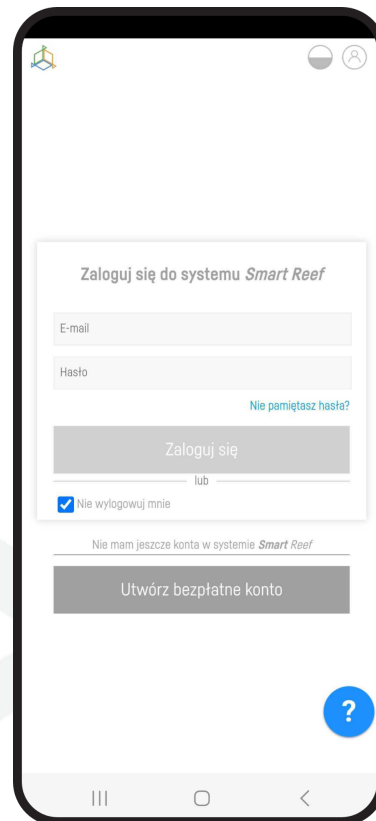 Zaloguj się do systemu Smart Reef
E-mail
Hasło
Nie pamiętasz hasła?
Zaloguj się
lub
Nie wylogowuj mnie
Nie mam jeszcze konta w systemie Smart Reef
Utwórz bezpłatne konto
?